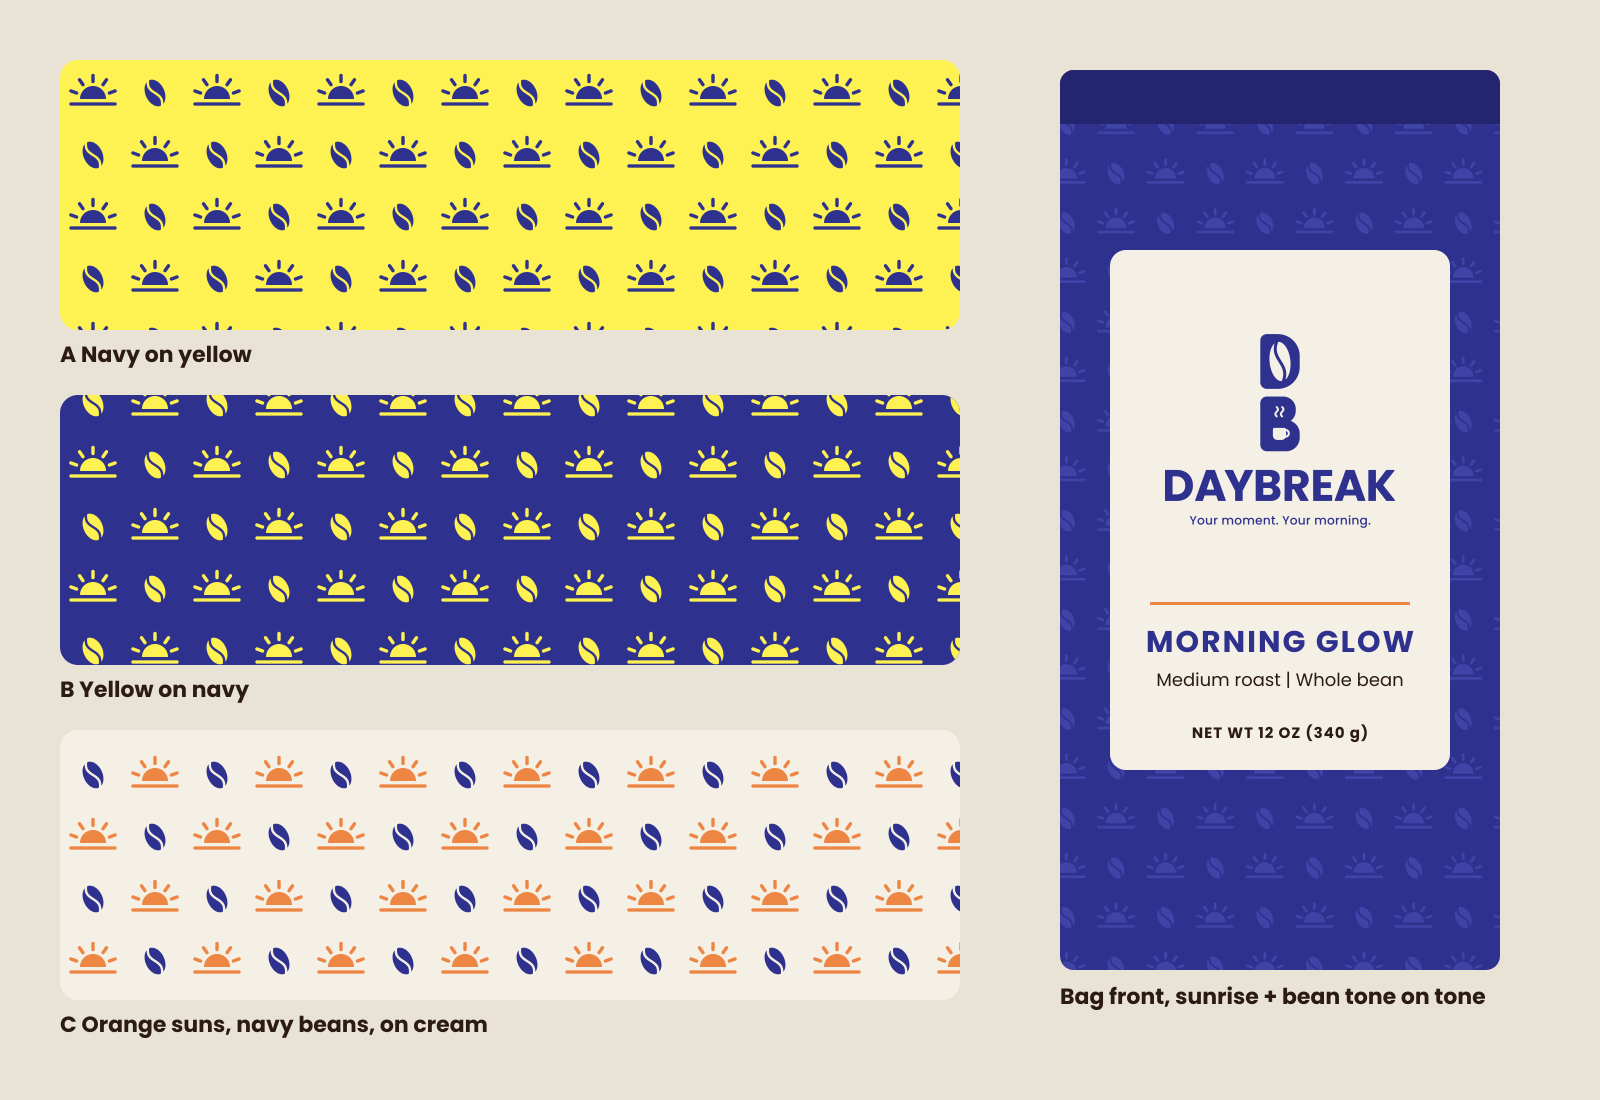 A Navy on yellow
B Yellow on navy
C Orange suns, navy beans, on cream
D
B
DAYBREAK
Your moment. Your morning.
MORNING GLOW
Medium roast | Whole bean
NET WT 12 OZ (340 g)
Bag front, sunrise + bean tone on tone